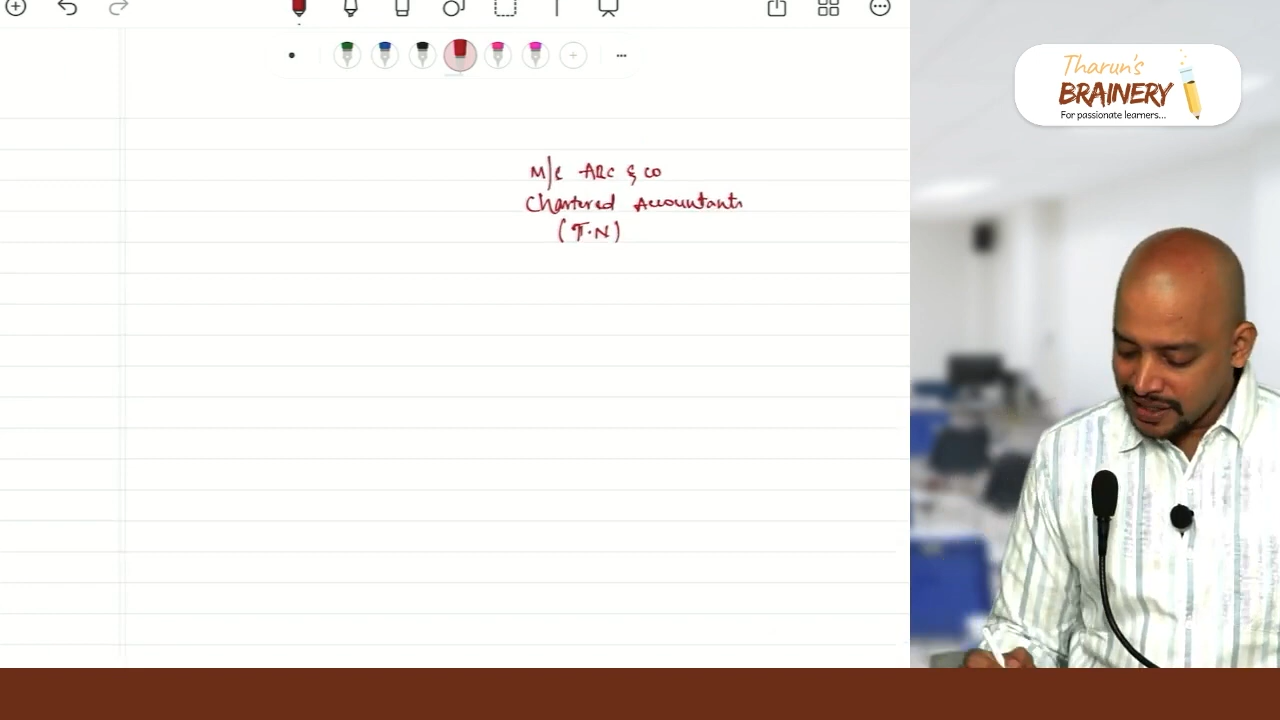 Tharun's
BRAINERY
For passionate learners...
M/s ABC & co
Chartered Accountants
(T.N)